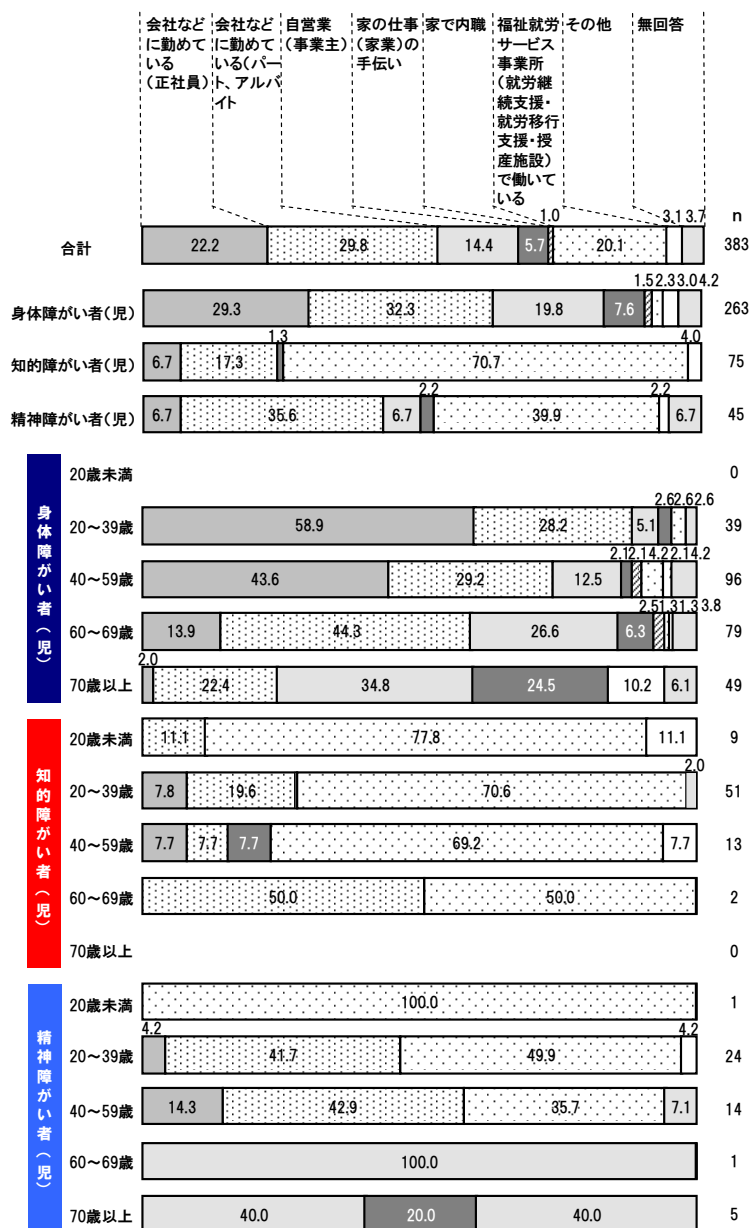 会社など
に勤めて
いる
（正社員）
会社など
に勤めて
いる（パー
ト、アルバ
イト
自営業
（事業主）
家の仕事
（家業）の
手伝い
家で内職
福祉就労
サービス
事業所
（就労継
続支援・
就労移行
支援・授
産施設）
で働いて
いる
その他
無回答
1.0 3.1 3.7 n
合計 22.2 29.8 14.4 5.7 20.1 383
1.5 2.3 3.0 4.2
身体障がい者（児） 29.3 32.3 19.8 7.6 263
1.3 4.0
知的障がい者（児） 6.7 17.3 70.7 75
2.2 2.2
精神障がい者（児） 6.7 35.6 6.7 39.9 6.7 45
身体障がい者（児）
20歳未満 0
2.6 2.6 2.6
20～39歳 58.9 28.2 5.1 39
2.1 2.1 4.2 2.1 4.2
40～59歳 43.6 29.2 12.5 96
2.5 1.3 1.3 3.8
60～69歳 13.9 44.3 26.6 6.3 79
2.0
70歳以上 22.4 34.8 24.5 10.2 6.1 49
知的障がい者（児）
20歳未満 11.1 77.8 11.1 9
2.0
20～39歳 7.8 19.6 70.6 51
40～59歳 7.7 7.7 7.7 69.2 7.7 13
60～69歳 50.0 50.0 2
70歳以上 0
精神障がい者（児）
20歳未満 100.0 1
4.2 4.2
20～39歳 41.7 49.9 24
40～59歳 14.3 42.9 35.7 7.1 14
60～69歳 100.0 1
70歳以上 40.0 20.0 40.0 5